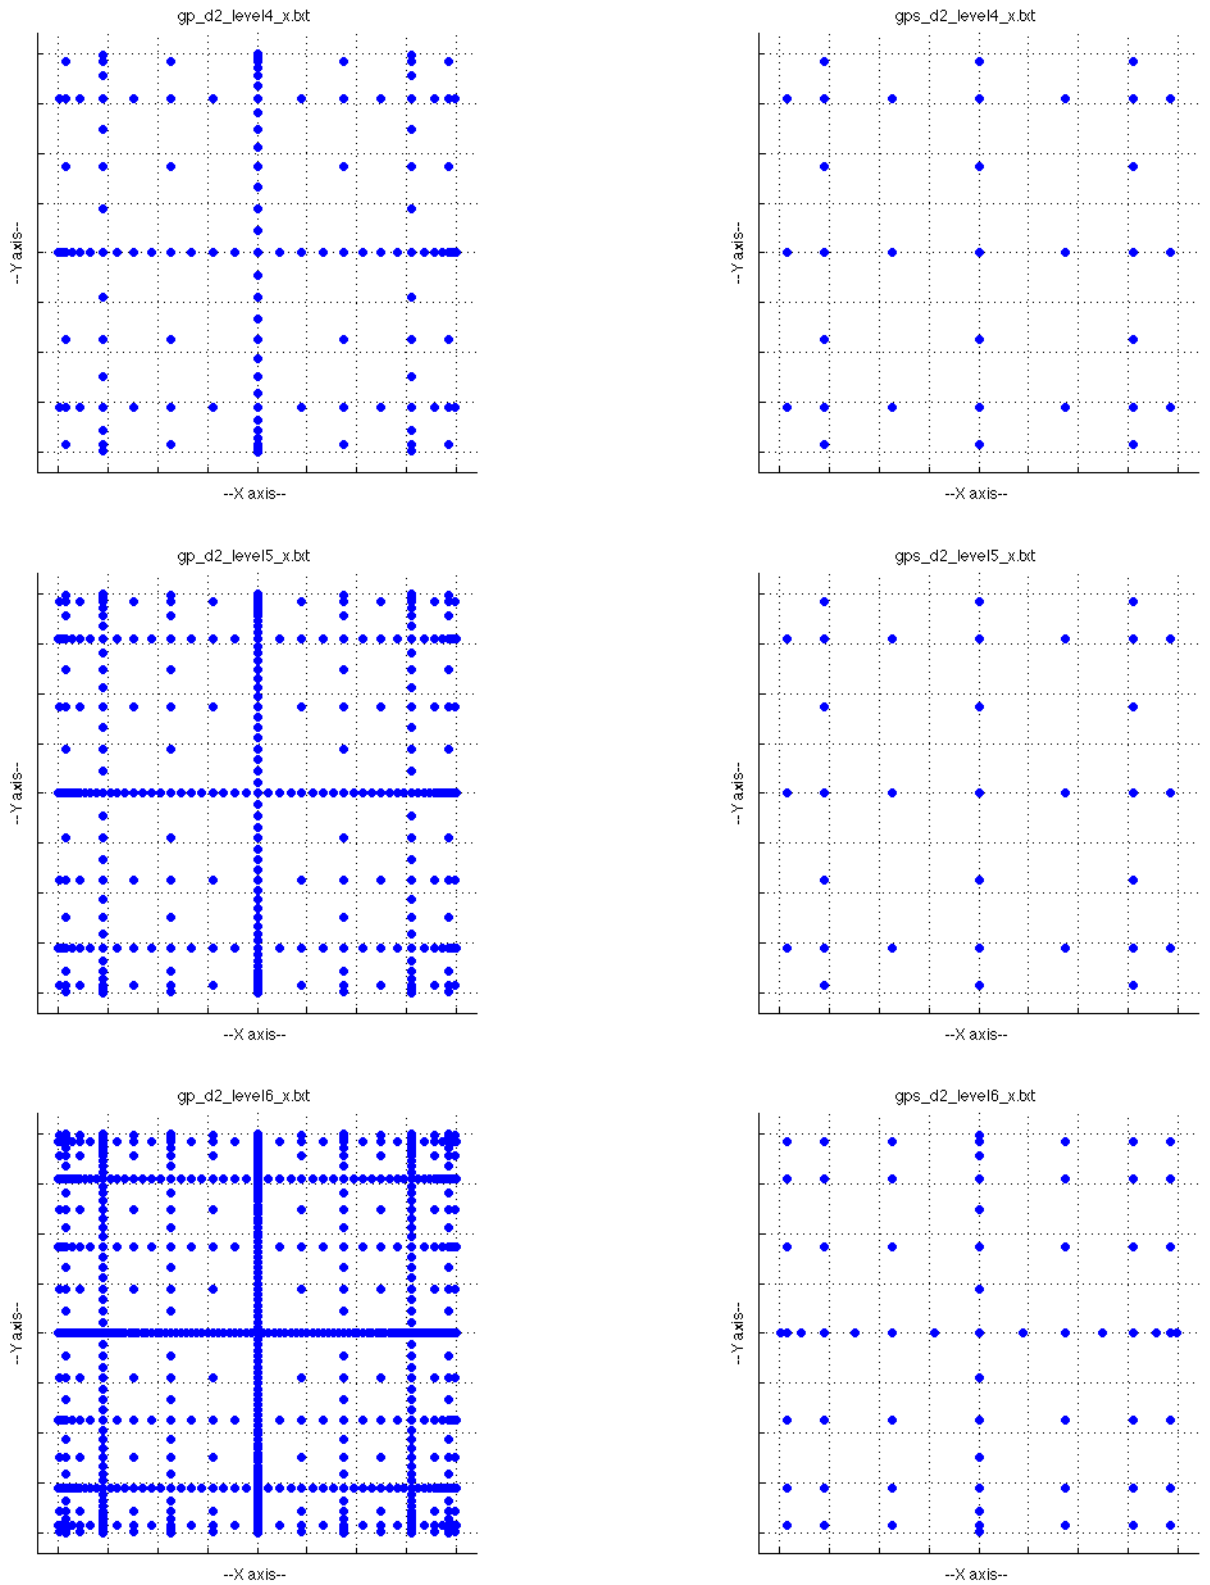 gp_d2_level4_x.txt
gps_d2_level4_x.txt
--Y axis--
--Y axis--
--X axis--
--X axis--
gp_d2_level5_x.txt
gps_d2_level5_x.txt
--Y axis--
--Y axis--
--X axis--
--X axis--
gp_d2_level6_x.txt
gps_d2_level6_x.txt
--Y axis--
--Y axis--
--X axis--
--X axis--